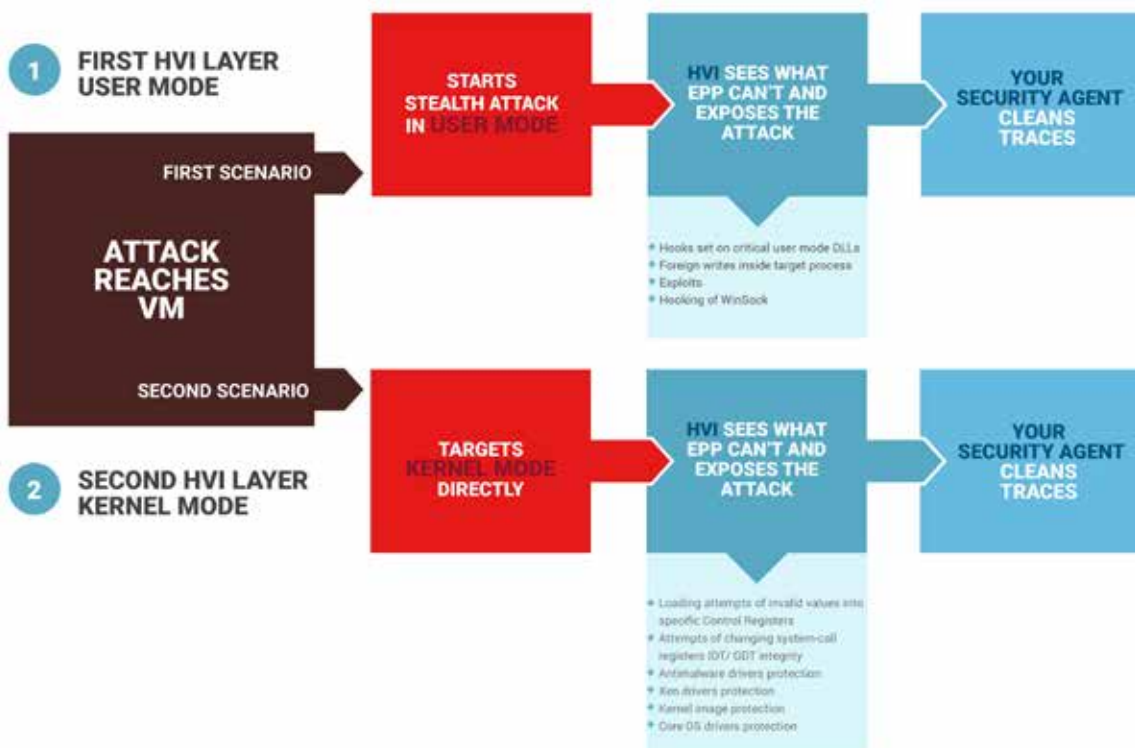 1
FIRST HVI LAYER
USER MODE
FIRST SCENARIO
ATTACK
REACHES
VM
SECOND SCENARIO
2
SECOND HVI LAYER
KERNEL MODE
STARTS
STEALTH ATTACK
IN USER MODE
HVI SEES WHAT
EPP CAN'T AND
EXPOSES THE
ATTACK
YOUR
SECURITY AGENT
CLEANS
TRACES
Hooks set on critical user mode DLLs
Foreign writes inside target process
Exploits
Hooking of WinSock
TARGETS
KERNEL MODE
DIRECTLY
HVI SEES WHAT
EPP CAN'T AND
EXPOSES THE
ATTACK
YOUR
SECURITY AGENT
CLEANS
TRACES
Loading attempts of invalid values into
specific Control Registers
Attempts of changing system-call
registers IDT/ GDT integrity
Antimalware drivers protection
Xen drivers protection
Kernel image protection
Core OS drivers protection